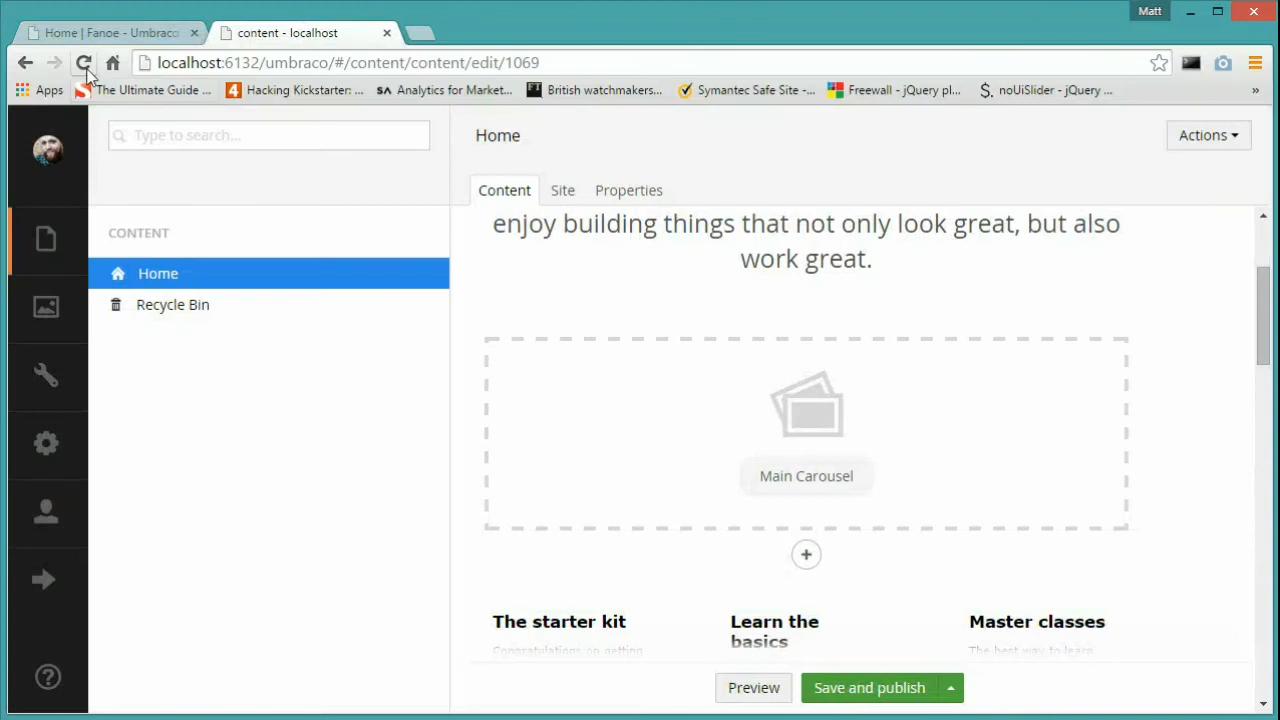 Matt
Home | Fanoe - Umbraco
content - localhost
localhost:6132/umbraco/#/content/content/edit/1069
Apps
The Ultimate Guide ...
Hacking Kickstarter: ...
Analytics for Market...
British watchmakers...
Symantec Safe Site -...
Freewall - jQuery pl...
noUiSlider - jQuery ...
Type to search...
Home
Actions
Content
Site
Properties
CONTENT
Home
Recycle Bin
enjoy building things that not only look great, but also
work great.
Main Carousel
The starter kit
Learn the
basics
Master classes
Congratulations on getting
The best way to learn
Preview
Save and publish